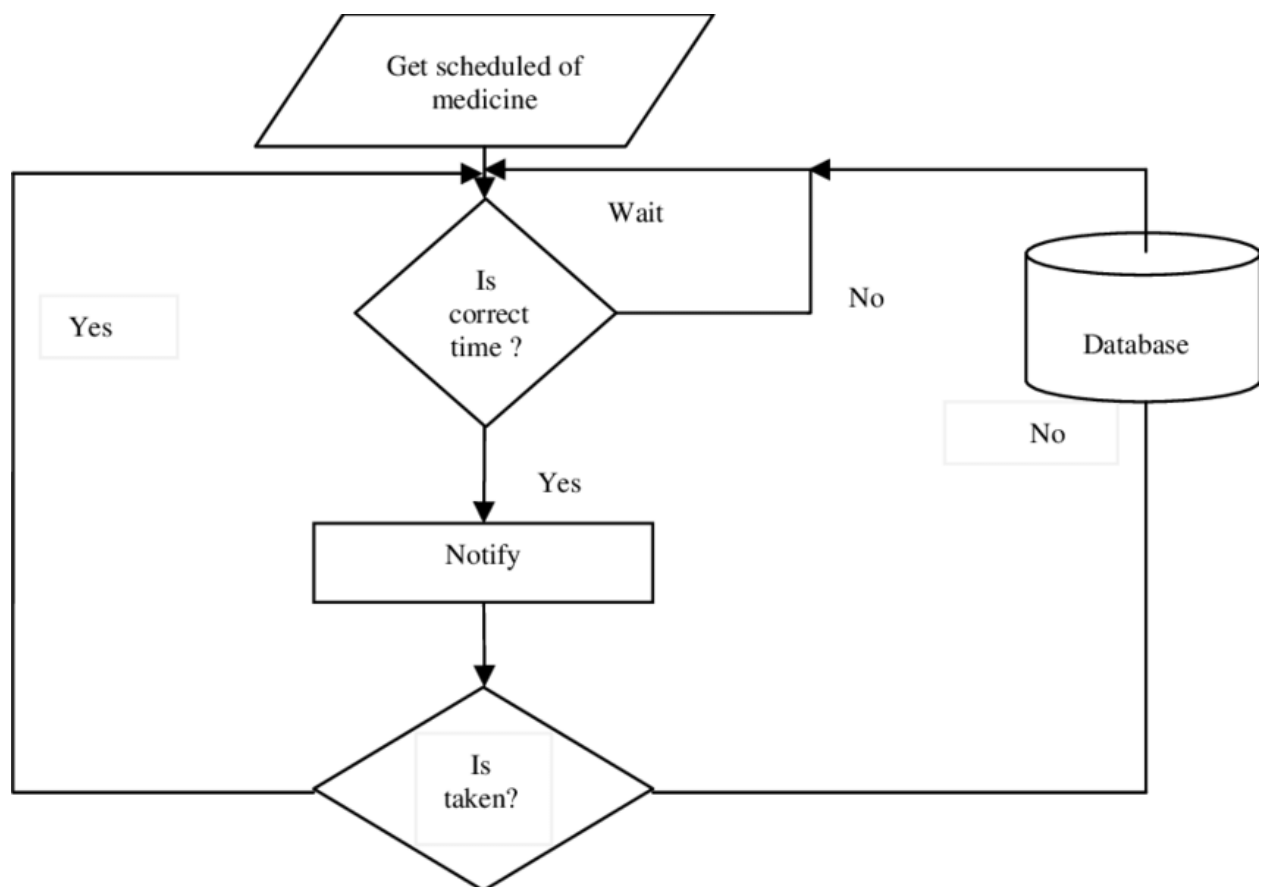 Get scheduled of
medicine
Wait
Is
correct
time ?
No
Yes
Database
No
Yes
Notify
Is
taken?